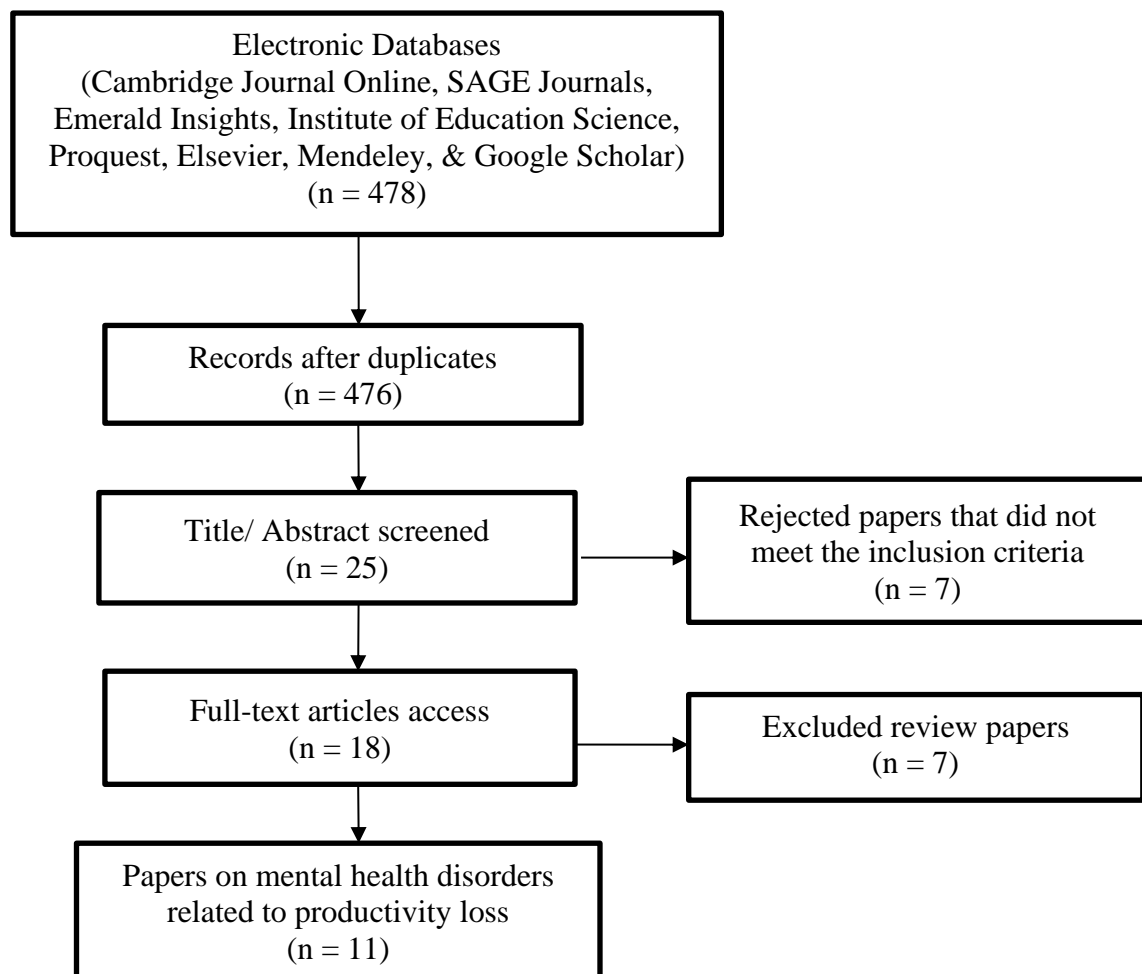 Electronic Databases
(Cambridge Journal Online, SAGE Journals,
Emerald Insights, Institute of Education Science,
Proquest, Elsevier, Mendeley, & Google Scholar)
(n = 478)
Records after duplicates
(n = 476)
Title/ Abstract screened
(n = 25)
Rejected papers that did not
meet the inclusion criteria
(n = 7)
Full-text articles access
(n = 18)
Excluded review papers
(n = 7)
Papers on mental health disorders
related to productivity loss
(n = 11)